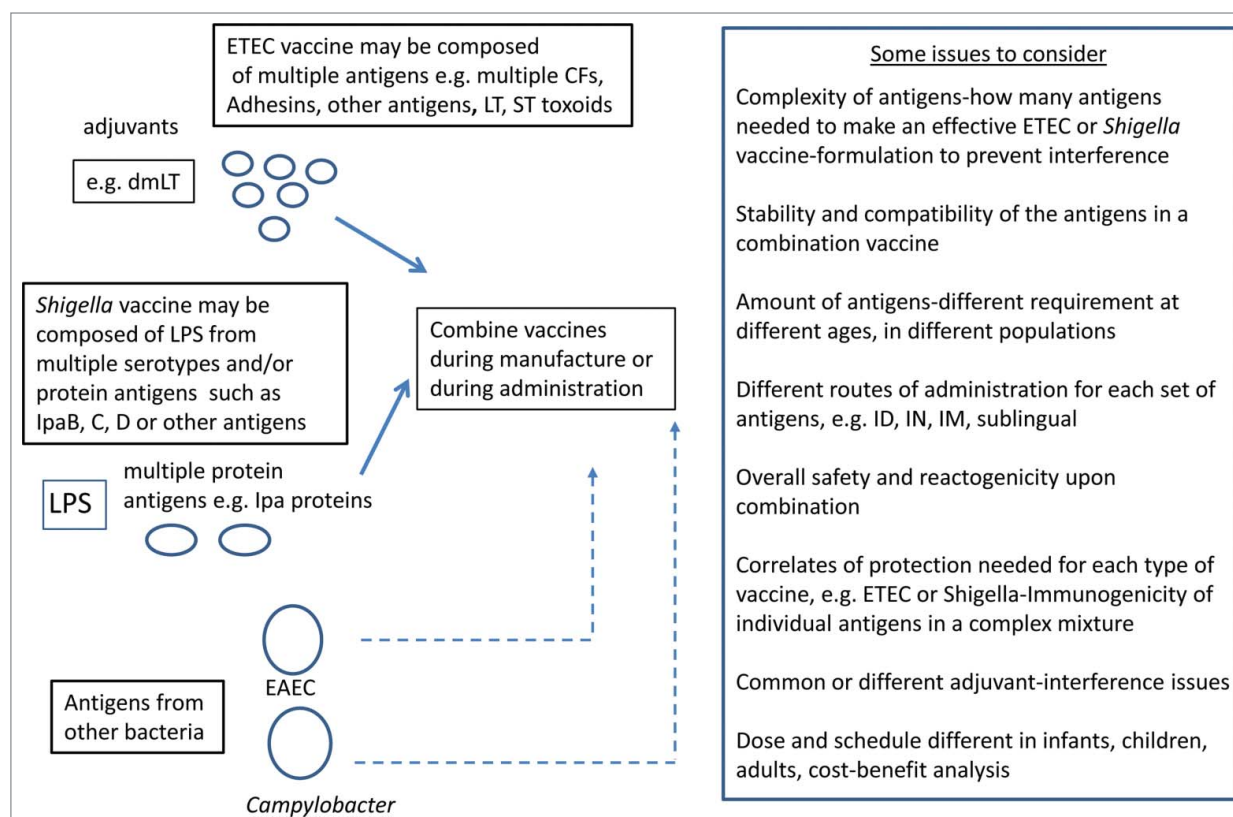 ETEC vaccine may be composed
of multiple antigens e.g. multiple CFs,
Adhesins, other antigens, LT, ST toxoids
adjuvants
e.g. dmLT
Shigella vaccine may be
composed of LPS from
multiple serotypes and/or
protein antigens such as
IpaB, C, D or other antigens
Combine vaccines
during manufacture or
during administration
multiple protein
antigens e.g. Ipa proteins
LPS
EAEC
Antigens from
other bacteria
Campylobacter
Some issues to consider
Complexity of antigens-how many antigens
needed to make an effective ETEC or Shigella
vaccine-formulation to prevent interference
Stability and compatibility of the antigens in a
combination vaccine
Amount of antigens-different requirement at
different ages, in different populations
Different routes of administration for each set of
antigens, e.g. ID, IN, IM, sublingual
Overall safety and reactogenicity upon
combination
Correlates of protection needed for each type of
vaccine, e.g. ETEC or Shigella-Immunogenicity of
individual antigens in a complex mixture
Common or different adjuvant-interference issues
Dose and schedule different in infants, children,
adults, cost-benefit analysis